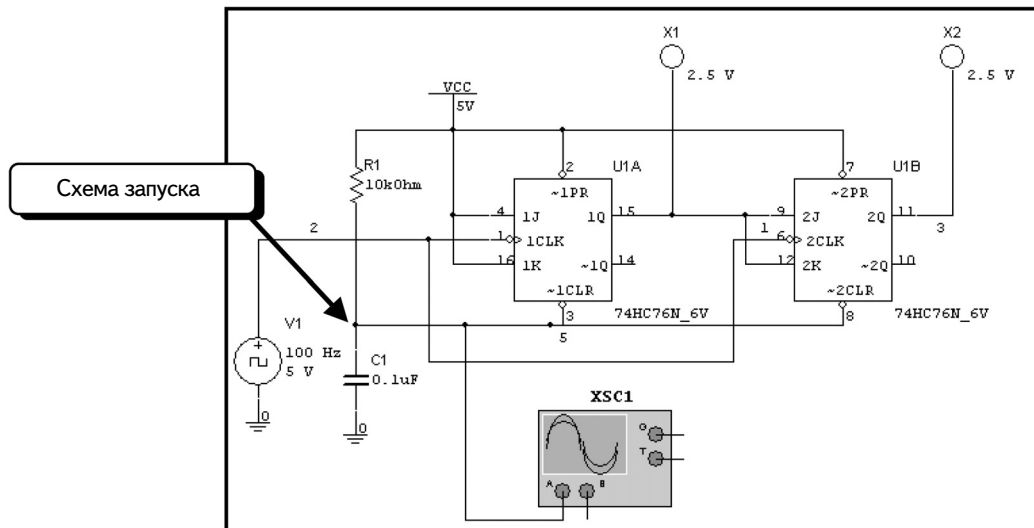 X1
X2
2.5 V
2.5 V
VCC
5V
R1
10kOhm
Схема запуска
2
7
U1A
U1B
~1PR
~2PR
4
1J
1Q
15
9
2J
2Q
11
2
1
1CLK
1
6
2CLK
3
16
1K
~1Q
14
12
2K
~2Q
10
~1CLR
~2CLR
3
74HC76N_6V
8
74HC76N_6V
5
V1
100 Hz
5 V
C1
0.1uF
0
0
XSC1
G
T
A
B